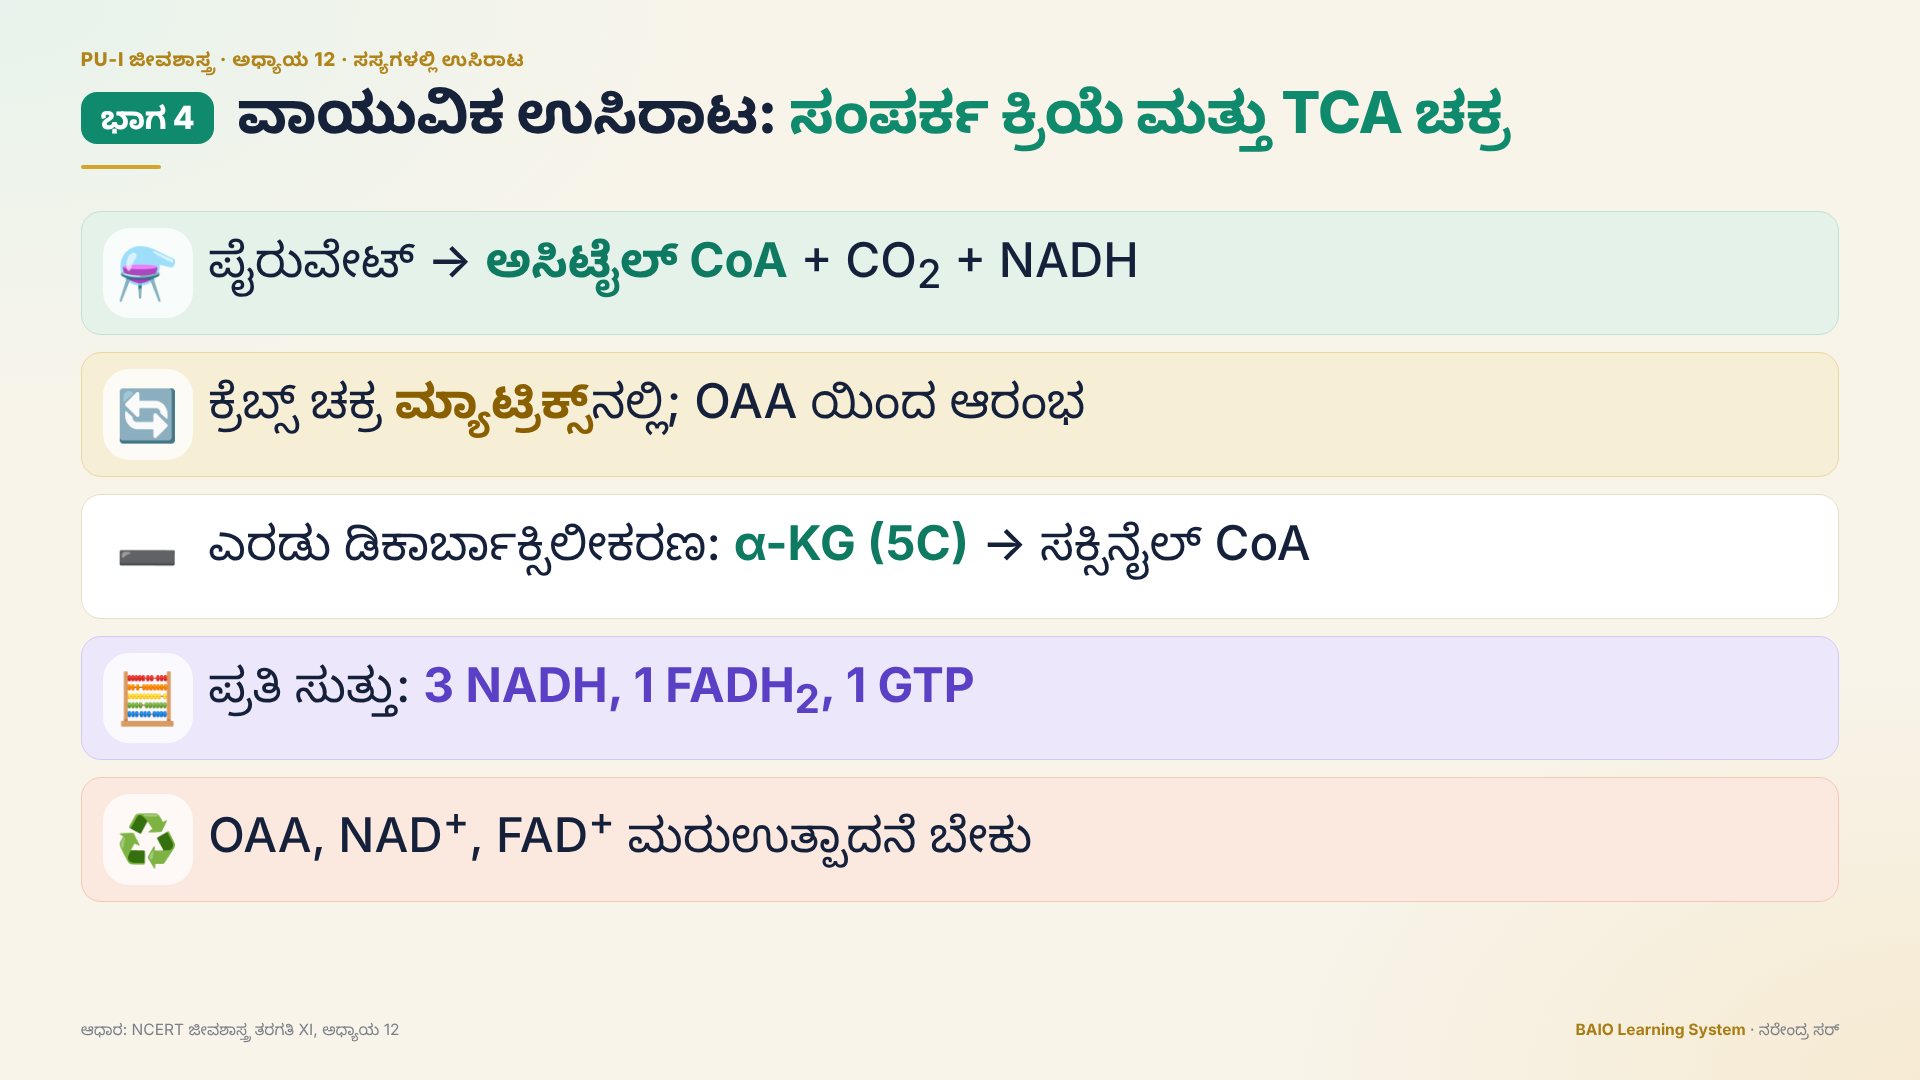 PU-I ಜೀವಶಾಸ್ತ್ರ · ಅಧ್ಯಾಯ 12 · ಸಸ್ಯಗಳಲ್ಲಿ ಉಸಿರಾಟ
ಭಾಗ 4 ವಾಯುವಿಕ ಉಸಿರಾಟ: ಸಂಪರ್ಕ ಕ್ರಿಯೆ ಮತ್ತು TCA ಚಕ್ರ
ಪೈರುವೇಟ್ → ಅಸಿಟೈಲ್ CoA + CO₂ + NADH
ಕ್ರೆಬ್ಸ್ ಚಕ್ರ ಮ್ಯಾಟ್ರಿಕ್ಸ್‌ನಲ್ಲಿ; OAA ಯಿಂದ ಆರಂಭ
ಎರಡು ಡಿಕಾರ್ಬಾಕ್ಸಿಲೀಕರಣ: α-KG (5C) → ಸಕ್ಸಿನೈಲ್ CoA
ಪ್ರತಿ ಸುತ್ತು: 3 NADH, 1 FADH₂, 1 GTP
OAA, NAD⁺, FAD⁺ ಮರುಉತ್ಪಾದನೆ ಬೇಕು
ಆಧಾರ: NCERT ಜೀವಶಾಸ್ತ್ರ ತರಗತಿ XI, ಅಧ್ಯಾಯ 12
BAIO Learning System · ನರೇಂದ್ರ ಸರ್